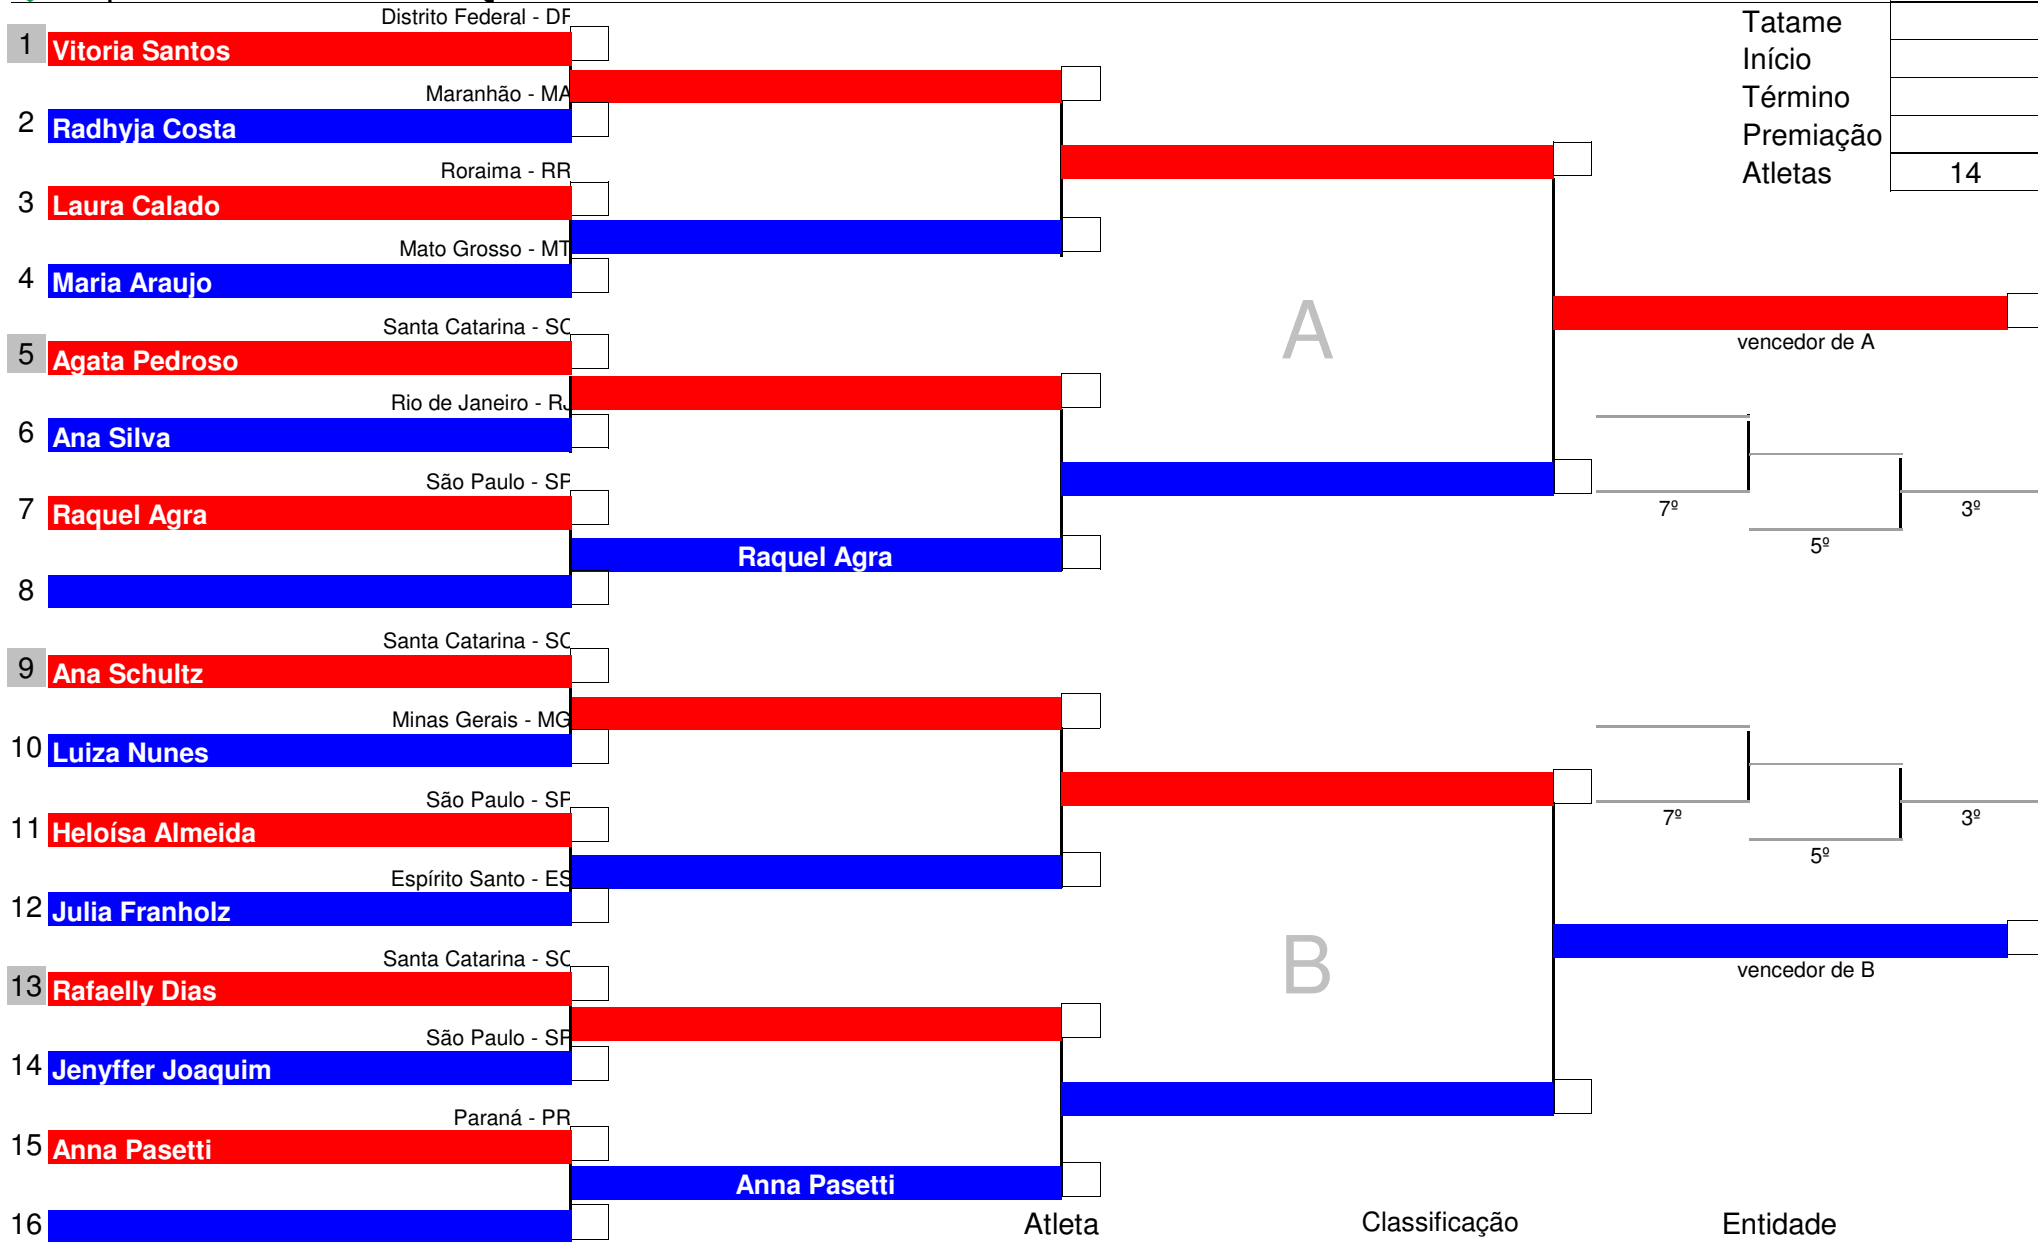 Distrito Federal - DF
1 Vitoria Santos
Maranhão - MA
2 Radhyja Costa
Roraima - RR
3 Laura Calado
Mato Grosso - MT
4 Maria Araujo
Santa Catarina - SC
5 Agata Pedroso
Rio de Janeiro - RJ
6 Ana Silva
São Paulo - SP
7 Raquel Agra
Raquel Agra
8
Santa Catarina - SC
9 Ana Schultz
Minas Gerais - MG
10 Luiza Nunes
São Paulo - SP
11 Heloísa Almeida
Espírito Santo - ES
12 Julia Franholz
Santa Catarina - SC
13 Rafaelly Dias
São Paulo - SP
14 Jenyffer Joaquim
Paraná - PR
15 Anna Pasetti
Anna Pasetti
16
A
B
Tatame
Início
Término
Premiação
Atletas 14
vencedor de A
7º
3º
5º
7º
3º
5º
vencedor de B
Atleta Classificação Entidade